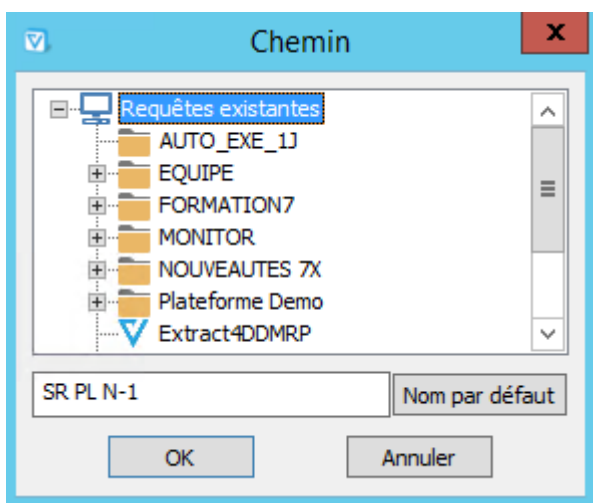 Chemin
Requêtes existantes
AUTO_EXE_1J
EQUIPE
FORMATION7
MONITOR
NOUVEAUTES 7X
Plateforme Demo
Extract4DDMRP
SR PL N-1
Nom par défaut
OK
Annuler